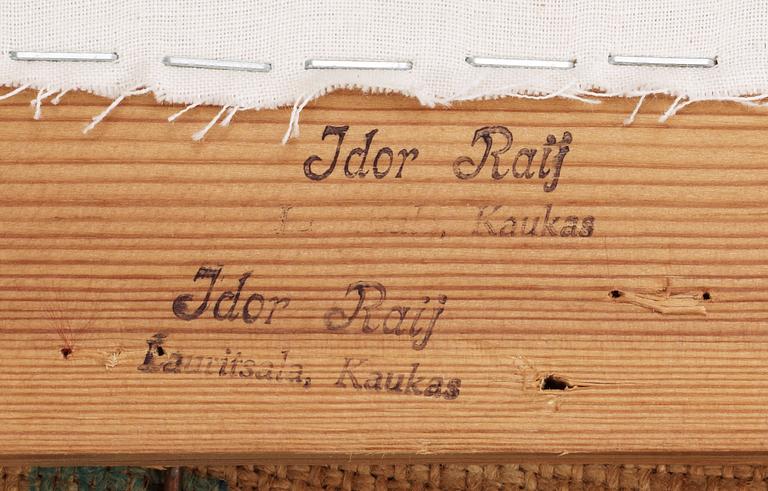 Idor Raij
Kaukas
Idor Raij
Lauritsala, Kaukas